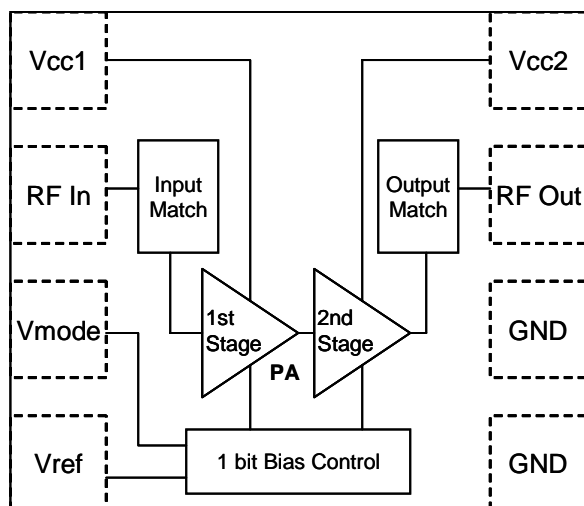 Vcc1
Vcc2
RF In
Input
Match
Output
Match
RF Out
Vmode
1st
Stage
2nd
Stage
GND
PA
Vref
1 bit Bias Control
GND